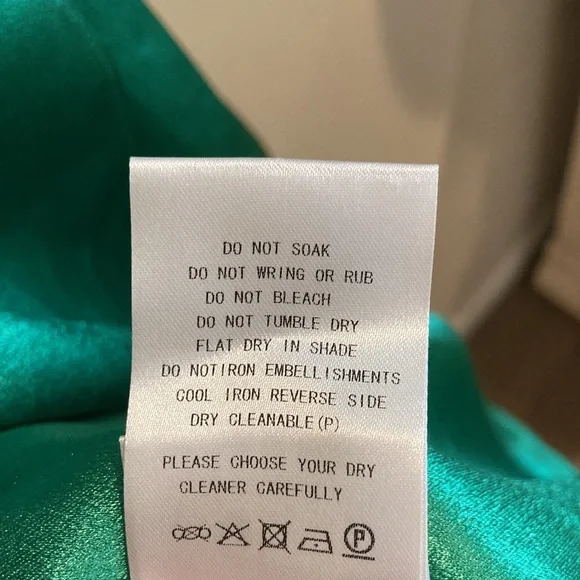 DO NOT SOAK
DO NOT WRING OR RUB
DO NOT BLEACH
DO NOT TUMBLE DRY
FLAT DRY IN SHADE
DO NOTIRON EMBELLISHMENTS
COOL IRON REVERSE SIDE
DRY CLEANABLE(P)
PLEASE CHOOSE YOUR DRY
CLEANER CAREFULLY
P